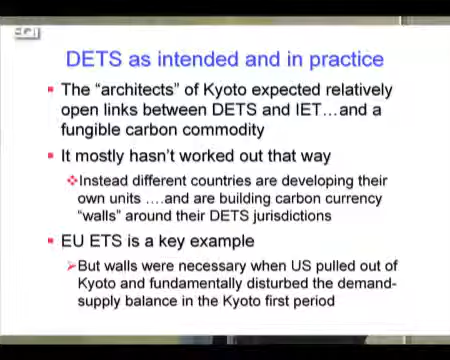 DETS as intended and in practice
The “architects” of Kyoto expected relatively
open links between DETS and IET…and a
fungible carbon commodity
It mostly hasn’t worked out that way
Instead different countries are developing their
own units ….and are building carbon currency
“walls” around their DETS jurisdictions
EU ETS is a key example
But walls were necessary when US pulled out of
Kyoto and fundamentally disturbed the demand-
supply balance in the Kyoto first period